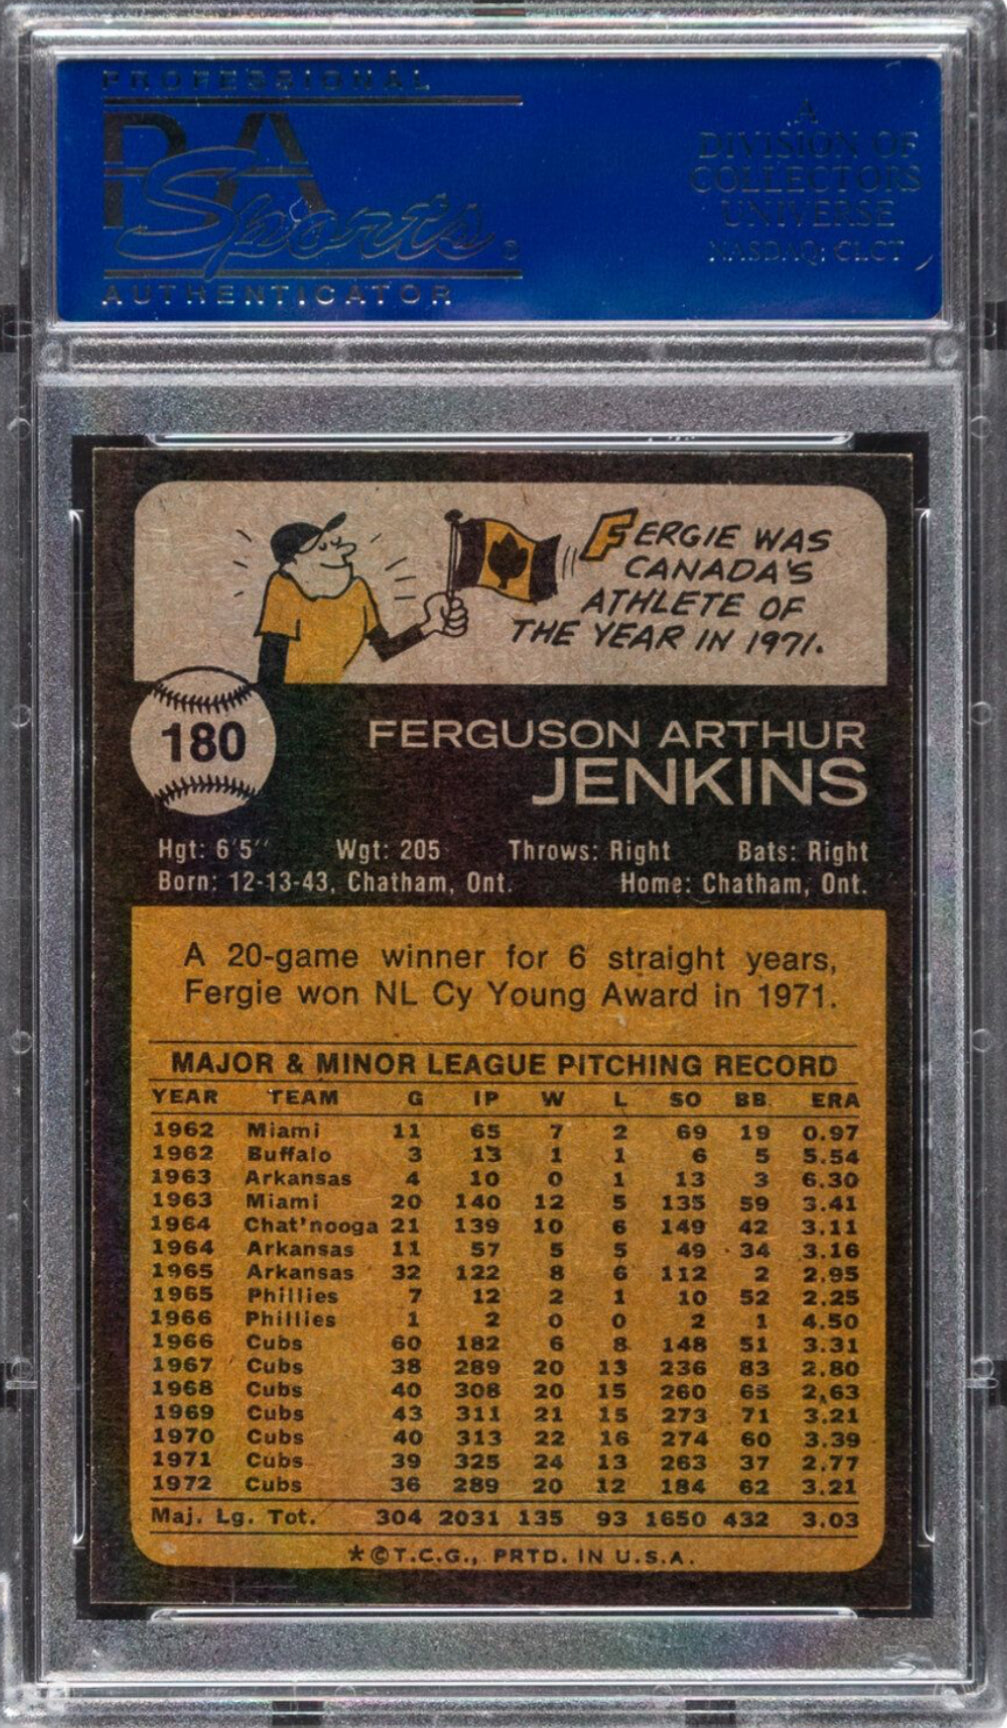 PROFESSIONAL
PSA
Sports®
AUTHENTICATOR
A
DIVISION OF
COLLECTORS
UNIVERSE
NASDAQ: CLCT
FERGIE WAS
CANADA'S
ATHLETE OF
THE YEAR IN 1971.
180
FERGUSON ARTHUR
JENKINS
Hgt: 6'5" Wgt: 205 Throws: Right Bats: Right
Born: 12-13-43, Chatham, Ont. Home: Chatham, Ont.
A 20-game winner for 6 straight years,
Fergie won NL Cy Young Award in 1971.
MAJOR & MINOR LEAGUE PITCHING RECORD
YEAR TEAM G IP W L SO BB. ERA
1962 Miami 11 65 7 2 69 19 0.97
1962 Buffalo 3 13 1 1 6 5 5.54
1963 Arkansas 4 10 0 1 13 3 6.30
1963 Miami 20 140 12 5 135 59 3.41
1964 Chat'nooga 21 139 10 6 149 42 3.11
1964 Arkansas 11 57 5 5 49 34 3.16
1965 Arkansas 32 122 8 6 112 2 2.95
1965 Phillies 7 12 2 1 10 52 2.25
1966 Phillies 1 2 0 0 2 1 4.50
1966 Cubs 60 182 6 8 148 51 3.31
1967 Cubs 38 289 20 13 236 83 2.80
1968 Cubs 40 308 20 15 260 65 2.63
1969 Cubs 43 311 21 15 273 71 3.21
1970 Cubs 40 313 22 16 274 60 3.39
1971 Cubs 39 325 24 13 263 37 2.77
1972 Cubs 36 289 20 12 184 62 3.21
Maj. Lg. Tot. 304 2031 135 93 1650 432 3.03
*©T.C.G., PRTD. IN U.S.A.